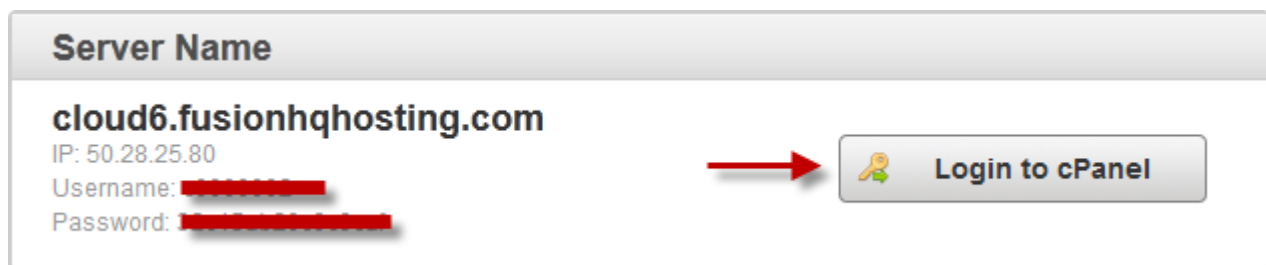 Server Name
cloud6.fusionhqhosting.com
IP: 50.28.25.80
Username:
Password:
Login to cPanel